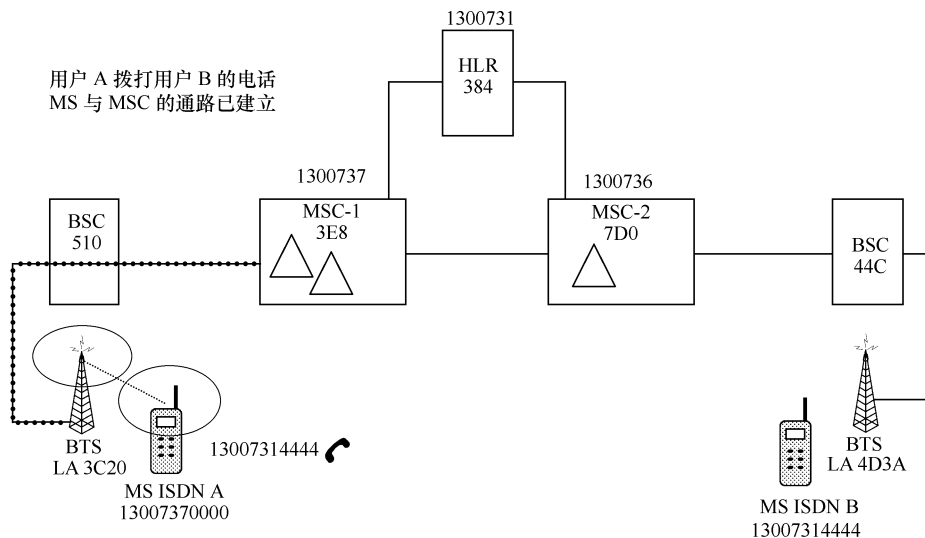 1300731
HLR
384
用户 A 拨打用户 B 的电话
MS 与 MSC 的通路已建立
1300737
1300736
BSC
510
MSC-1
3E8
MSC-2
7D0
BSC
44C
BTS
LA 3C20
13007314444
MS ISDN A
13007370000
BTS
LA 4D3A
MS ISDN B
13007314444